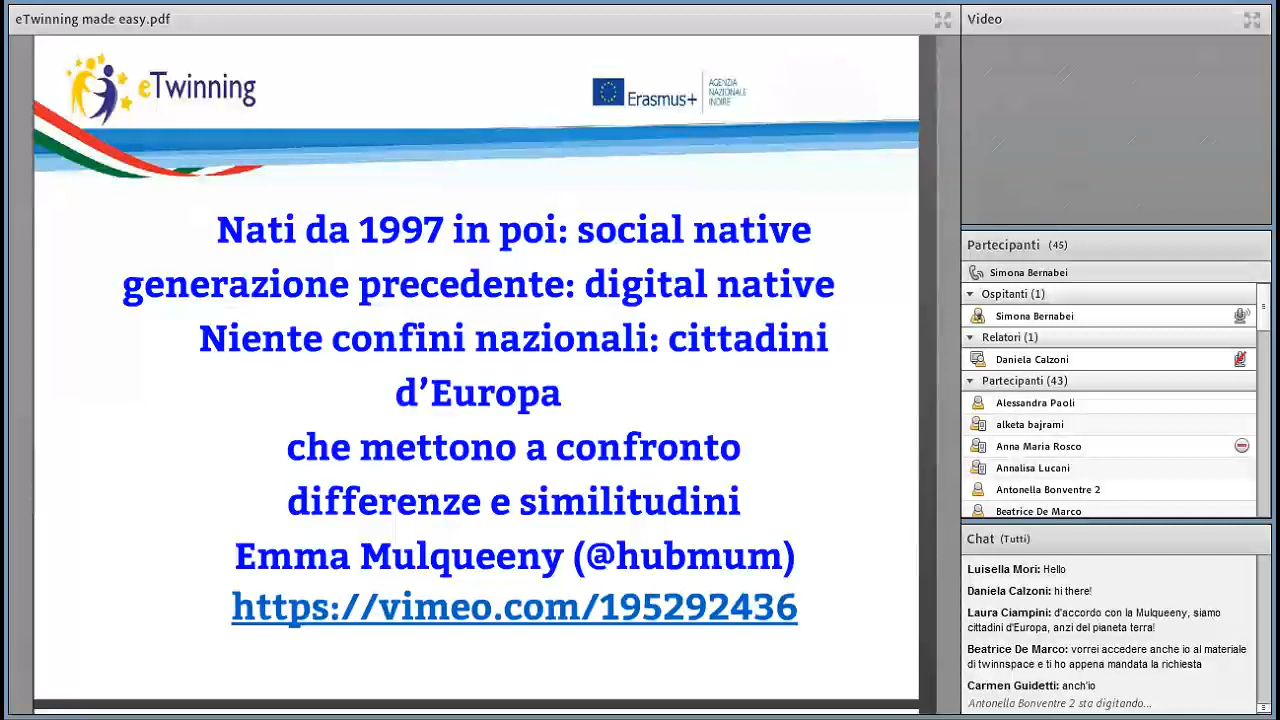 eTwinning made easy.pdf
eTwinning
Erasmus+
AGENZIA
NAZIONALE
INDIRE
Nati da 1997 in poi: social native
generazione precedente: digital native
Niente confini nazionali: cittadini
d’Europa
che mettono a confronto
differenze e similitudini
Emma Mulqueeny (@hubmum)
https://vimeo.com/195292436
Video
Partecipanti (45)
Simona Bernabei
Ospitanti (1)
Simona Bernabei
Relatori (1)
Daniela Calzoni
Partecipanti (43)
Alessandra Paoli
alketa bajrami
Anna Maria Rosco
Annalisa Lucani
Antonella Bonventre 2
Beatrice De Marco
Chat (Tutti)
Luisella Mori: Hello
Daniela Calzoni: hi there!
Laura Ciampini: d'accordo con la Mulqueeny, siamo
cittadini d'Europa, anzi del pianeta terra!
Beatrice De Marco: vorrei accedere anche io al materiale
di twinnspace e ti ho appena mandata la richiesta
Carmen Guidetti: anch'io
Antonella Bonventre 2 sta digitando...